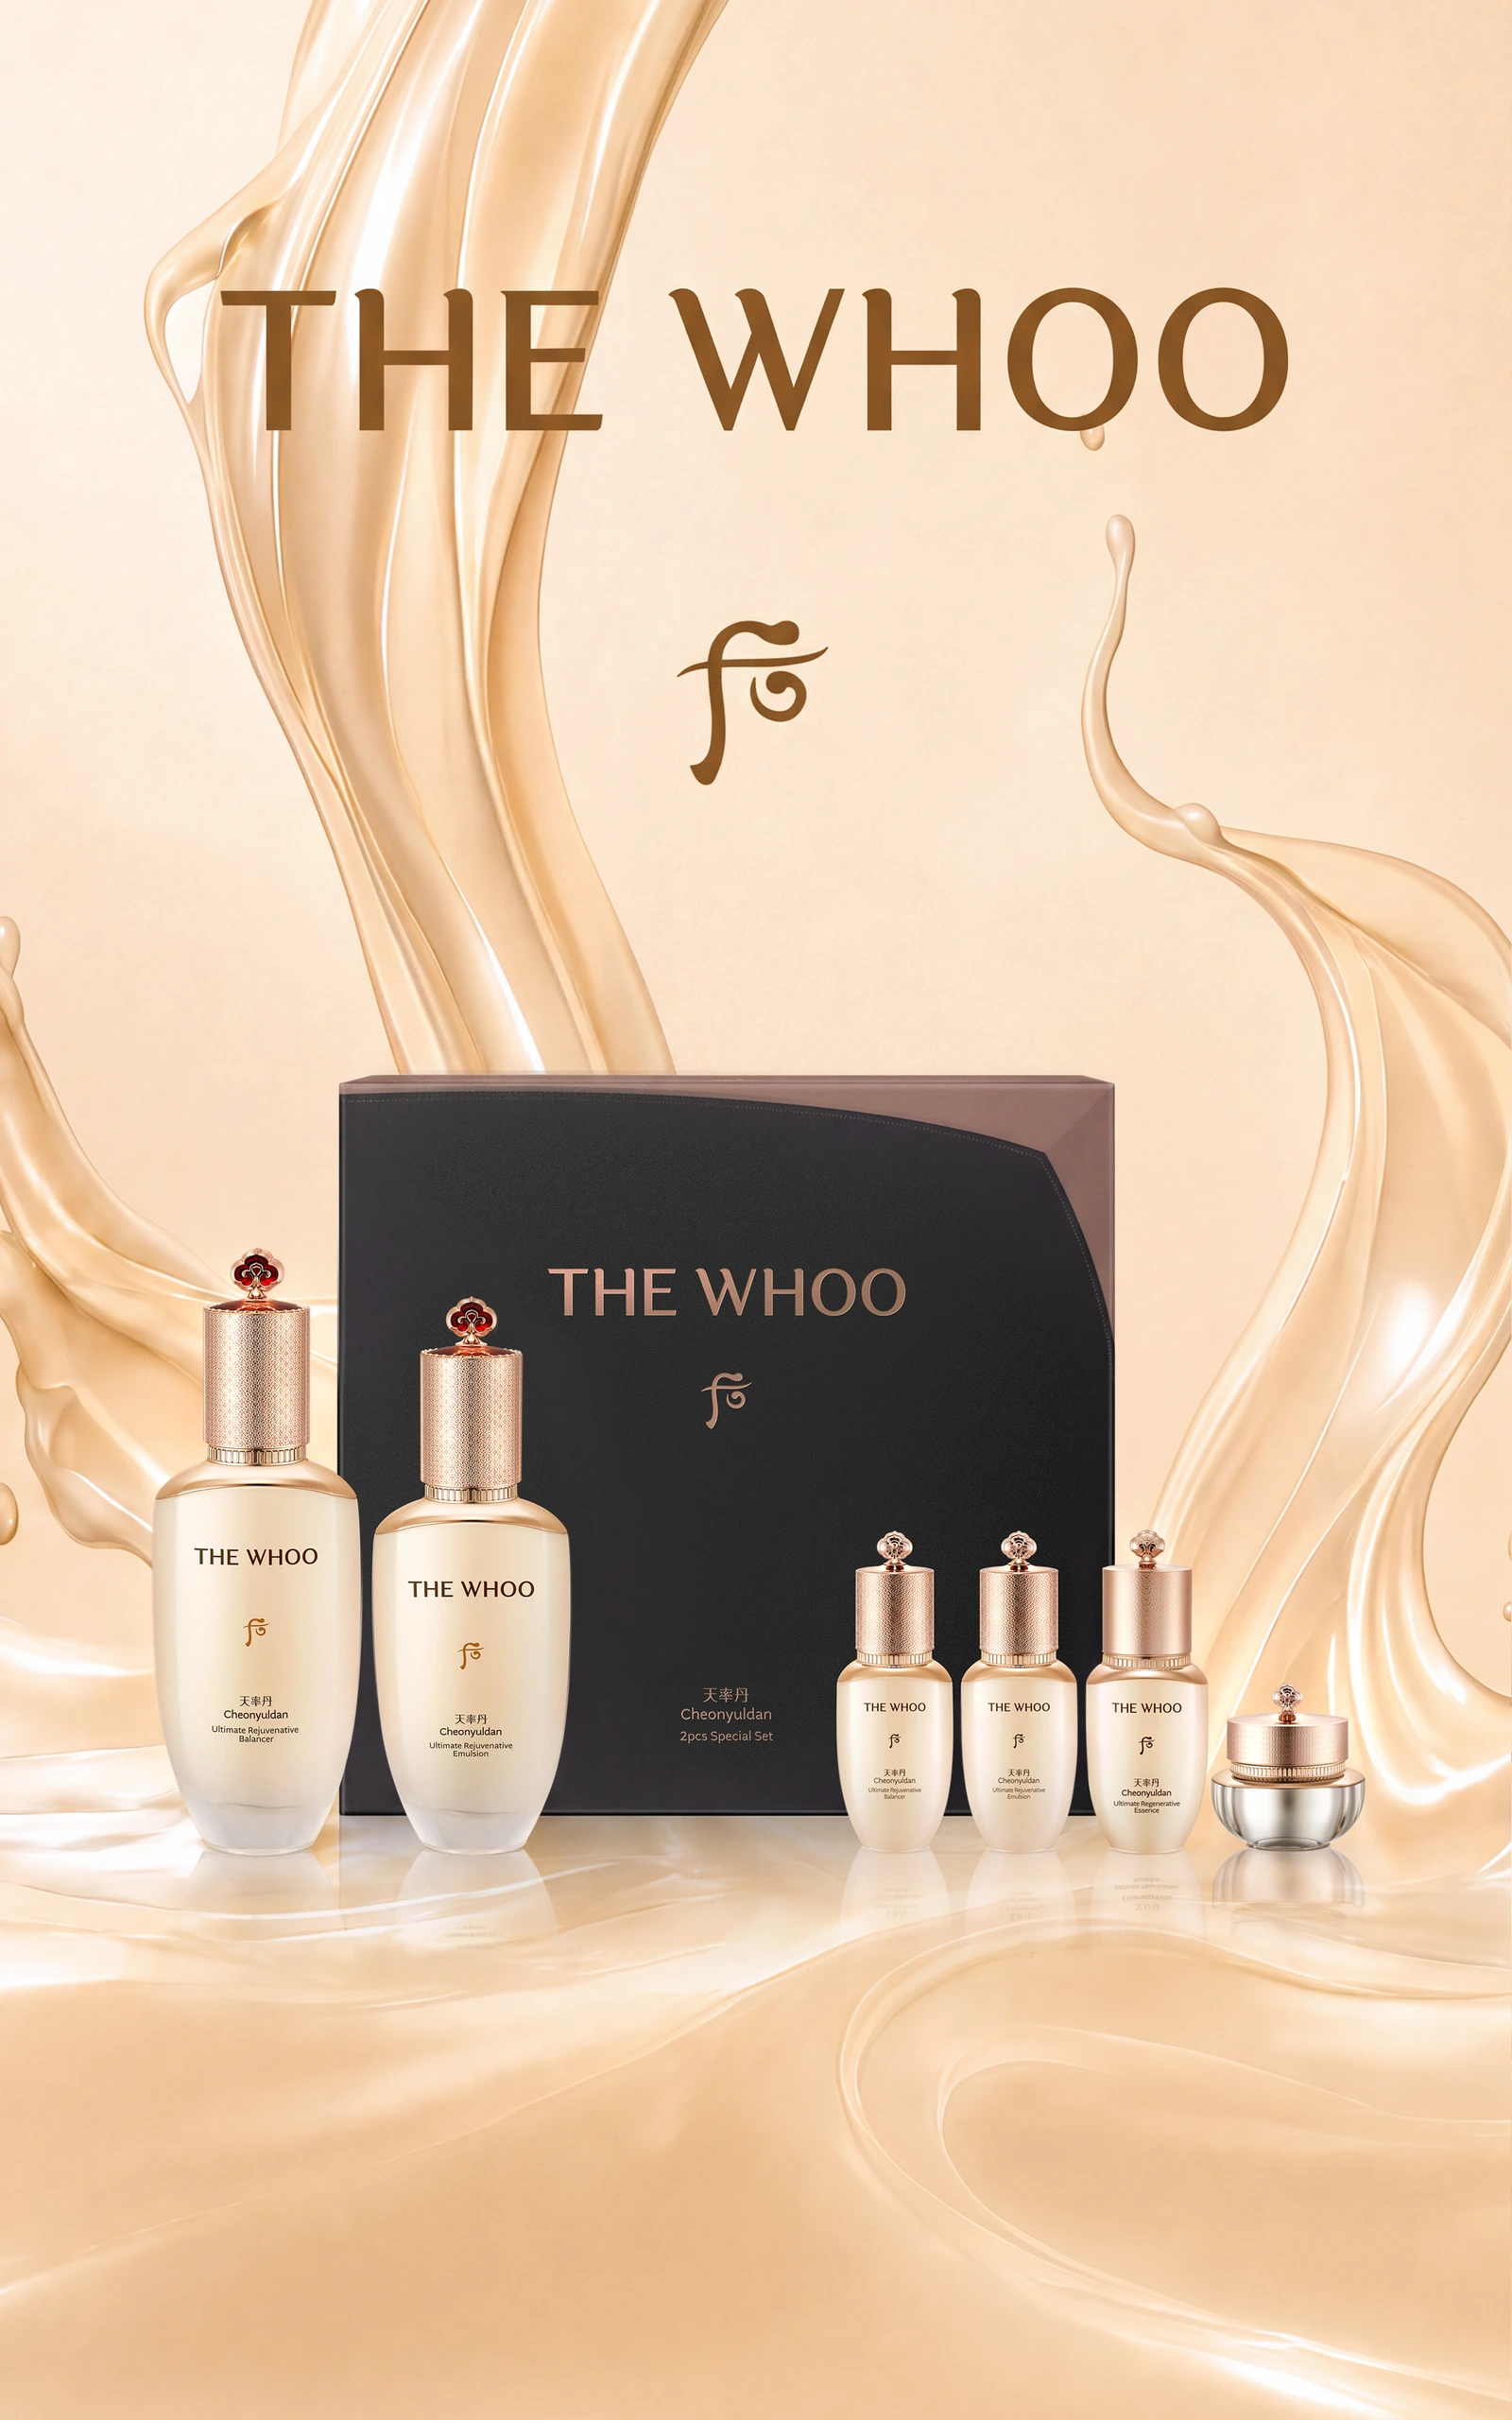 THE WHOO
THE WHOO
THE WHOO
天率丹
Cheonyuldan
Ultimate Rejuvenative
Balancer
THE WHOO
天率丹
Cheonyuldan
Ultimate Rejuvenative
Emulsion
天率丹
Cheonyuldan
2pcs Special Set
THE WHOO
天率丹
Cheonyuldan
Ultimate Rejuvenative
Balancer
THE WHOO
天率丹
Cheonyuldan
Ultimate Rejuvenative
Emulsion
THE WHOO
天率丹
Cheonyuldan
Ultimate Regenerative
Essence